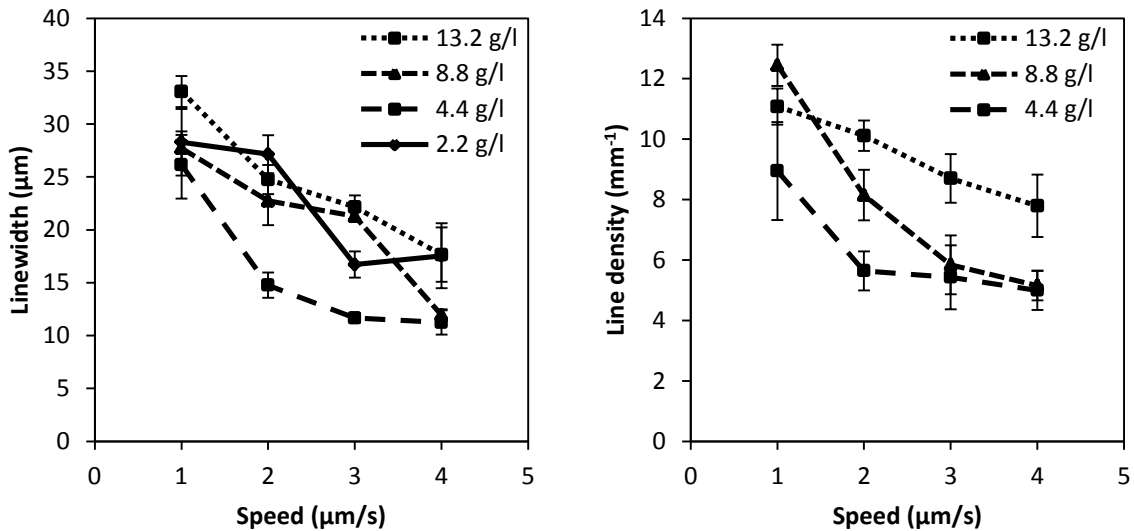 40
35
30
25
20
15
10
5
0
Linewidth (µm)
0 1 2 3 4 5
Speed (µm/s)
13.2 g/l
8.8 g/l
4.4 g/l
2.2 g/l
14
12
10
8
6
4
2
0
Line density (mm⁻¹)
0 1 2 3 4 5
Speed (µm/s)
13.2 g/l
8.8 g/l
4.4 g/l